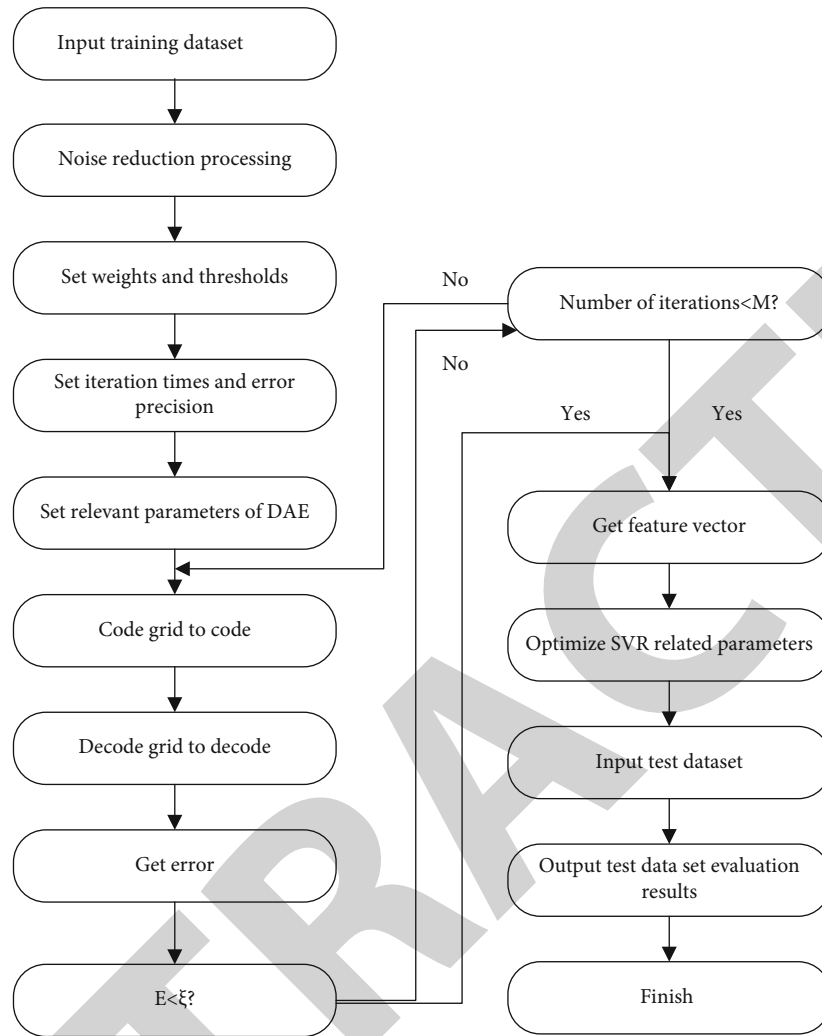 Input training dataset
Noise reduction processing
Set weights and thresholds
Set iteration times and error
precision
Set relevant parameters of DAE
Code grid to code
Decode grid to decode
Get error
E<ξ?
No
No
Yes
Yes
Number of iterations<M?
Get feature vector
Optimize SVR related parameters
Input test dataset
Output test data set evaluation
results
Finish
TRACT